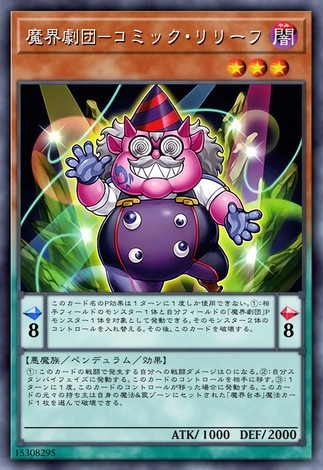 魔界劇団－コミック・リリーフ
やみ
闇
このカード名のP効果は1ターンに1度しか使用できない。①：相
手フィールドのモンスター1体と自分フィールドの「魔界劇団」P
モンスター1体を対象として発動できる。そのモンスター2体の
コントロールを入れ替える。その後、このカードを破壊する。
8
8
【悪魔族／ペンデュラム／効果】
①：このカードの戦闘で発生する自分への戦闘ダメージは0になる。②：自分ス
タンバイフェイズに発動する。このカードのコントロールを相手に移す。③：1
ターンに1度、このカードのコントロールが移った場合に発動する。このカード
の元々の持ち主は自身の魔法&罠ゾーンにセットされた「魔界台本」魔法カー
ド1枚を選んで破壊できる。
ATK/1000 DEF/2000
15308295